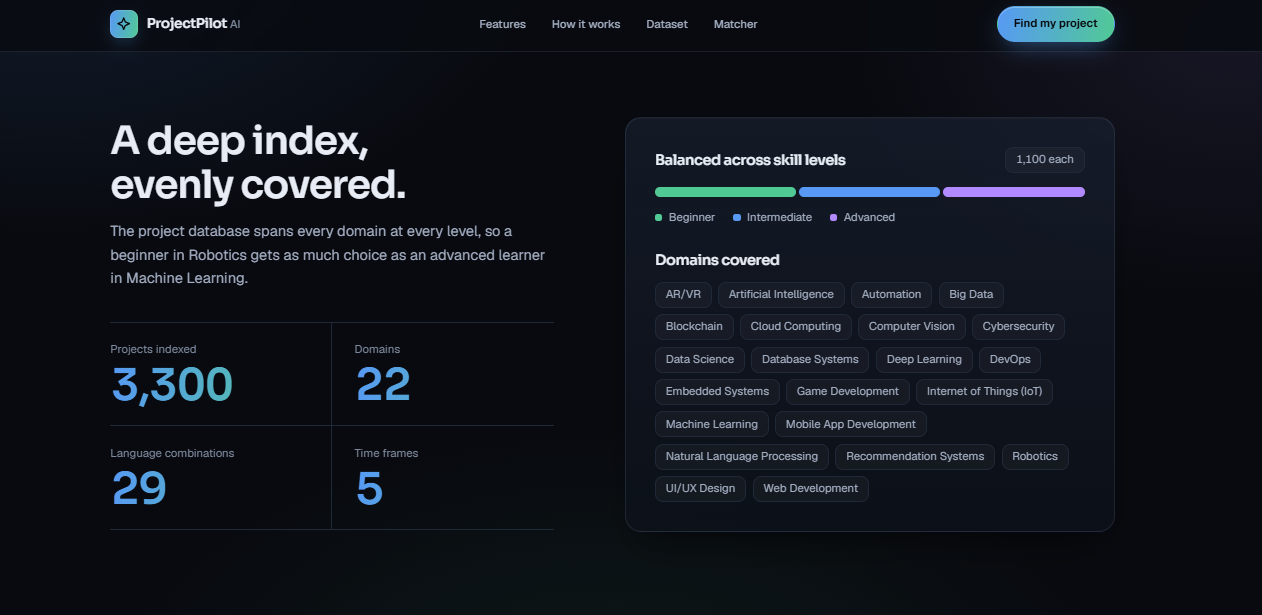 ProjectPilot AI
Features
How it works
Dataset
Matcher
Find my project
A deep index,
evenly covered.
The project database spans every domain at every level, so a
beginner in Robotics gets as much choice as an advanced learner
in Machine Learning.
Projects indexed
3,300
Domains
22
Language combinations
29
Time frames
5
Balanced across skill levels
1,100 each
Beginner
Intermediate
Advanced
Domains covered
AR/VR
Artificial Intelligence
Automation
Big Data
Blockchain
Cloud Computing
Computer Vision
Cybersecurity
Data Science
Database Systems
Deep Learning
DevOps
Embedded Systems
Game Development
Internet of Things (IoT)
Machine Learning
Mobile App Development
Natural Language Processing
Recommendation Systems
Robotics
UI/UX Design
Web Development